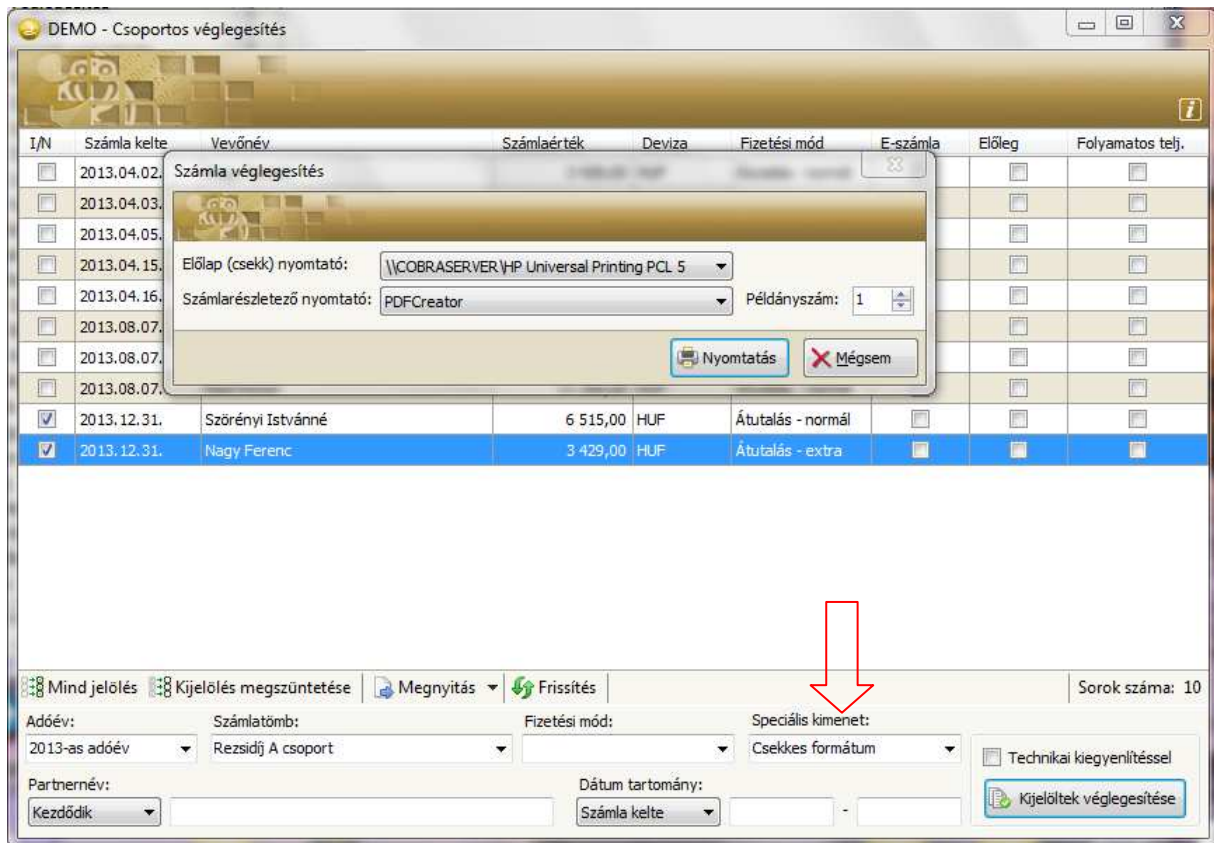 DEMO - Csoportos véglegesítés
I/N Számla kelte Vevőnév Számlaérték Deviza Fizetési mód E-számla Előleg Folyamatos telj.
2013.04.02.
2013.04.03.
2013.04.05.
2013.04.15.
2013.04.16.
2013.08.07.
2013.08.07.
2013.08.07.
Számla véglegesítés
Előlap (csekk) nyomtató: \\COBRASERVER\HP Universal Printing PCL 5
Számlarészletező nyomtató: PDFCreator Példányszám: 1
Nyomtatás Mégsem
2013.12.31. Szörényi Istvánné 6 515,00 HUF Átutalás - normál
2013.12.31. Nagy Ferenc 3 429,00 HUF Átutalás - extra
Mind jelölés Kijelölés megszüntetése Megnyitás Frissítés Sorok száma: 10
Adóév: Számlatömb: Fizetési mód: Speciális kimenet:
2013-as adóév Rezsidíj A csoport Csekkes formátum
Technikai kiegyenlítéssel
Partnernév: Dátum tartomány:
Kezdődik Számla kelte -
Kijelöltek véglegesítése